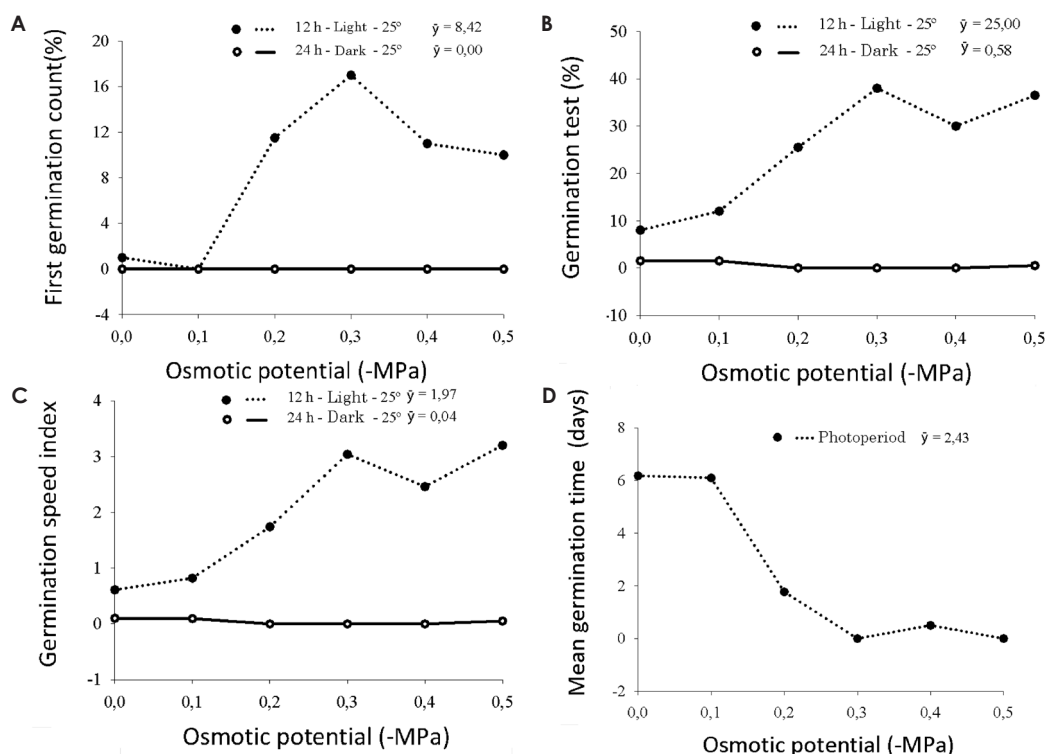 A
12 h - Light - 25° ȳ = 8,42
24 h - Dark - 25° ȳ = 0,00
First germination count(%)
20
16
12
8
4
0
-4
0,0 0,1 0,2 0,3 0,4 0,5
Osmotic potential (-MPa)
B
12 h - Light - 25° ȳ = 25,00
24 h - Dark - 25° ȳ = 0,58
Germination test (%)
50
40
30
20
10
0
-10
0,0 0,1 0,2 0,3 0,4 0,5
Osmotic potential (-MPa)
C
12 h - Light - 25° ȳ = 1,97
24 h - Dark - 25° ȳ = 0,04
Germination speed index
4
3
2
1
0
-1
0,0 0,1 0,2 0,3 0,4 0,5
Osmotic potential (-MPa)
D
Photoperiod ȳ = 2,43
Mean germination time (days)
8
6
4
2
0
-2
0,0 0,1 0,2 0,3 0,4 0,5
Osmotic potential (-MPa)